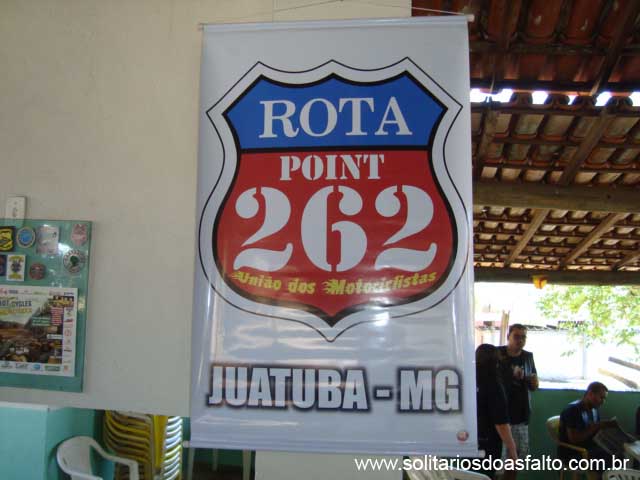 ROTA
POINT
262
União dos Motociclistas
JUATUBA - MG
www.solitariosdoasfalto.com.br